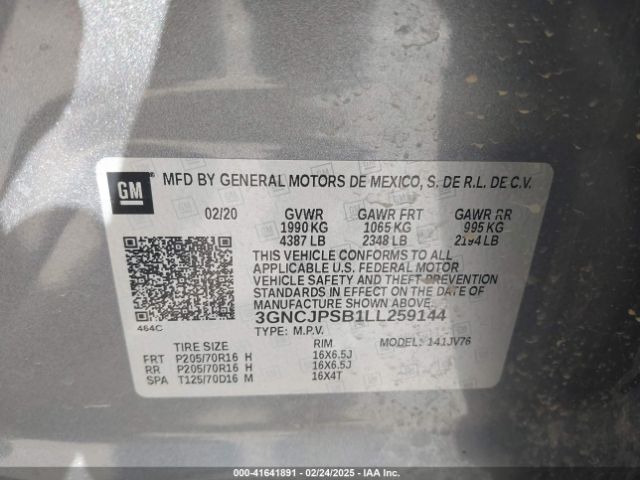 GM
MFD BY GENERAL MOTORS DE MEXICO, S. DE R.L. DE C.V.
02/20 GVWR GAWR FRT GAWR RR
1990 KG 1065 KG 995 KG
4387 LB 2348 LB 2194 LB
THIS VEHICLE CONFORMS TO ALL
APPLICABLE U.S. FEDERAL MOTOR
VEHICLE SAFETY AND THEFT PREVENTION
STANDARDS IN EFFECT ON THE DATE OF
MANUFACTURE SHOWN ABOVE.
3GNCJPSB1LL259144
464C
TYPE: M.P.V. MODEL: 141JV76
TIRE SIZE RIM
FRT P205/70R16 H 16X6.5J
RR P205/70R16 H 16X6.5J
SPA T125/70D16 M 16X4T
000-41641891 - 02/24/2025 - IAA Inc.